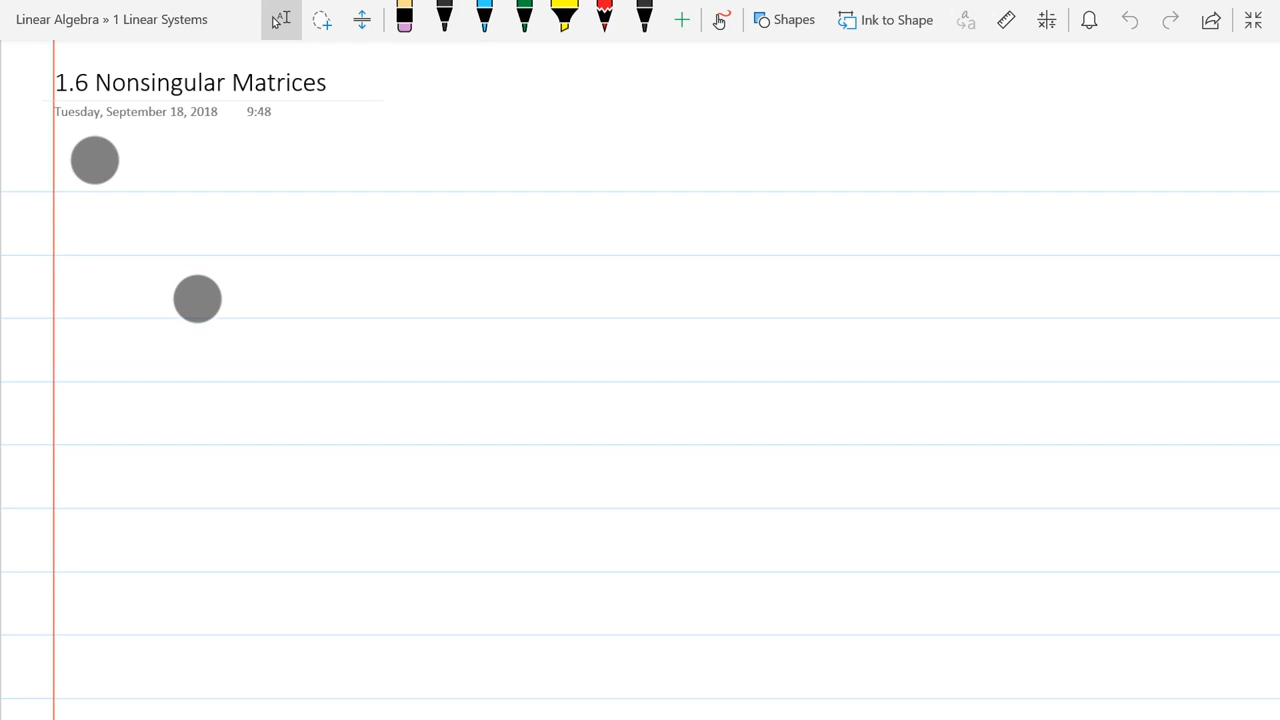 Linear Algebra » 1 Linear Systems
Shapes
Ink to Shape
1.6 Nonsingular Matrices
Tuesday, September 18, 2018 9:48